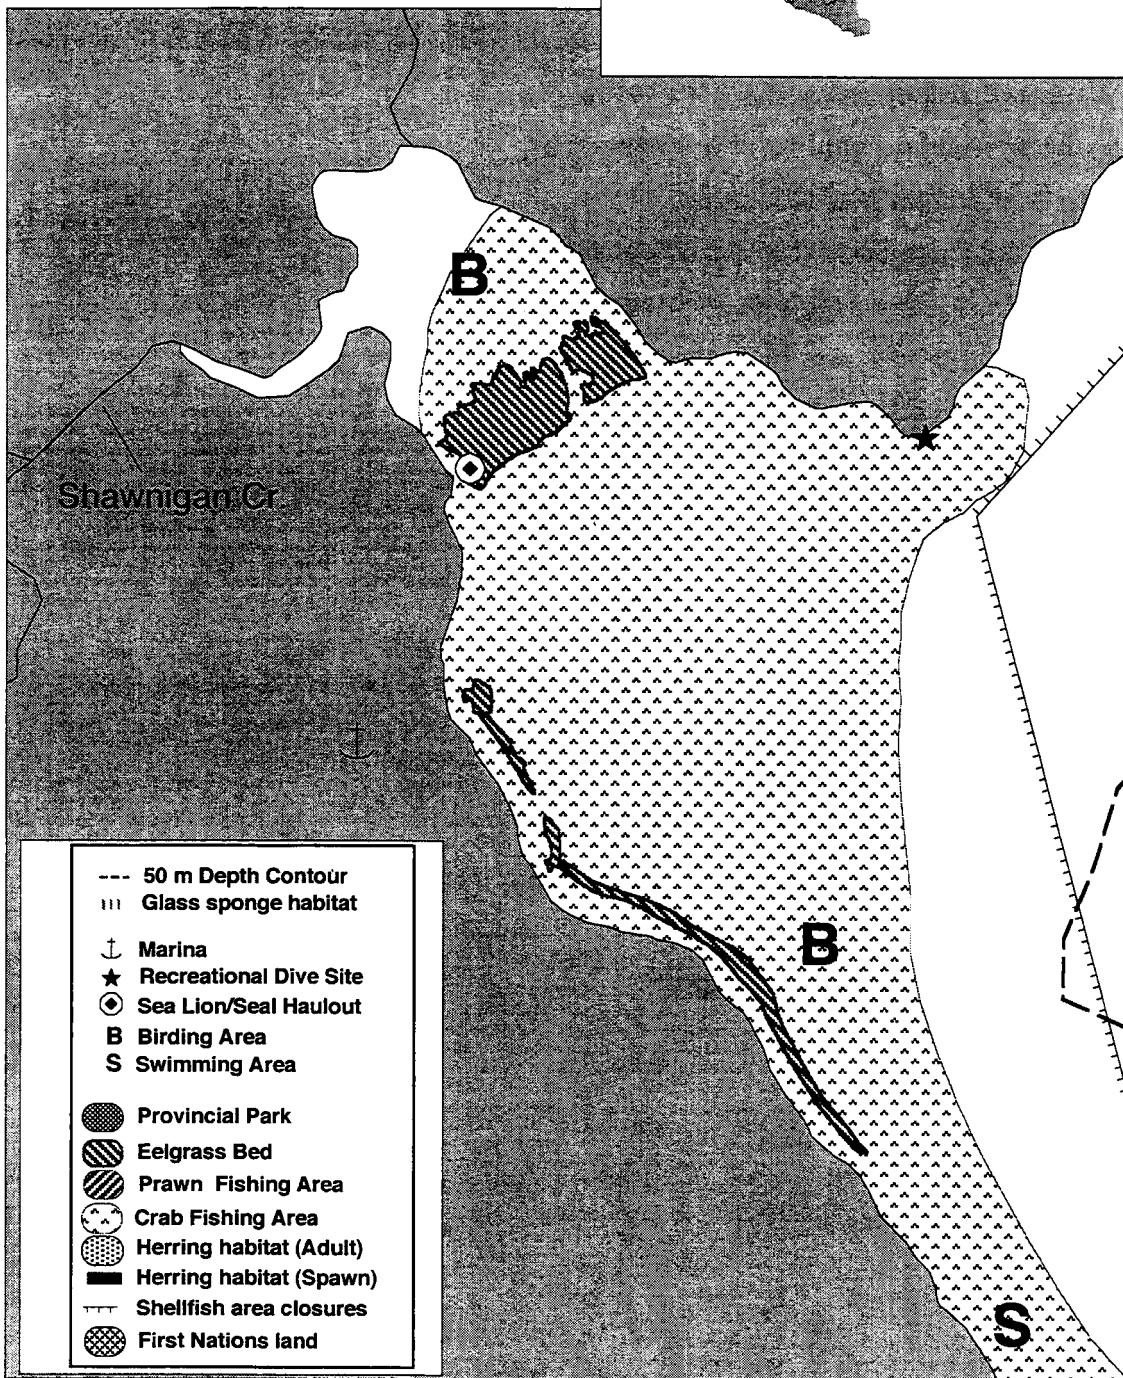 B
Shawnigan Cr
B
S
50 m Depth Contour
Glass sponge habitat
Marina
Recreational Dive Site
Sea Lion/Seal Haulout
B Birding Area
S Swimming Area
Provincial Park
Eelgrass Bed
Prawn Fishing Area
Crab Fishing Area
Herring habitat (Adult)
Herring habitat (Spawn)
Shellfish area closures
First Nations land